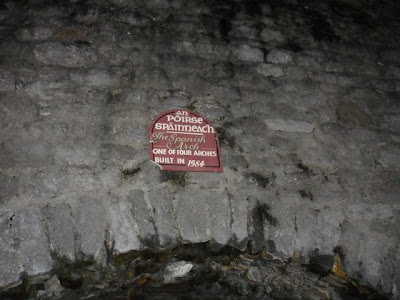 An
Póirse
Spáinneach
The Spanish
Arch
ONE OF FOUR ARCHES
BUILT IN 1584